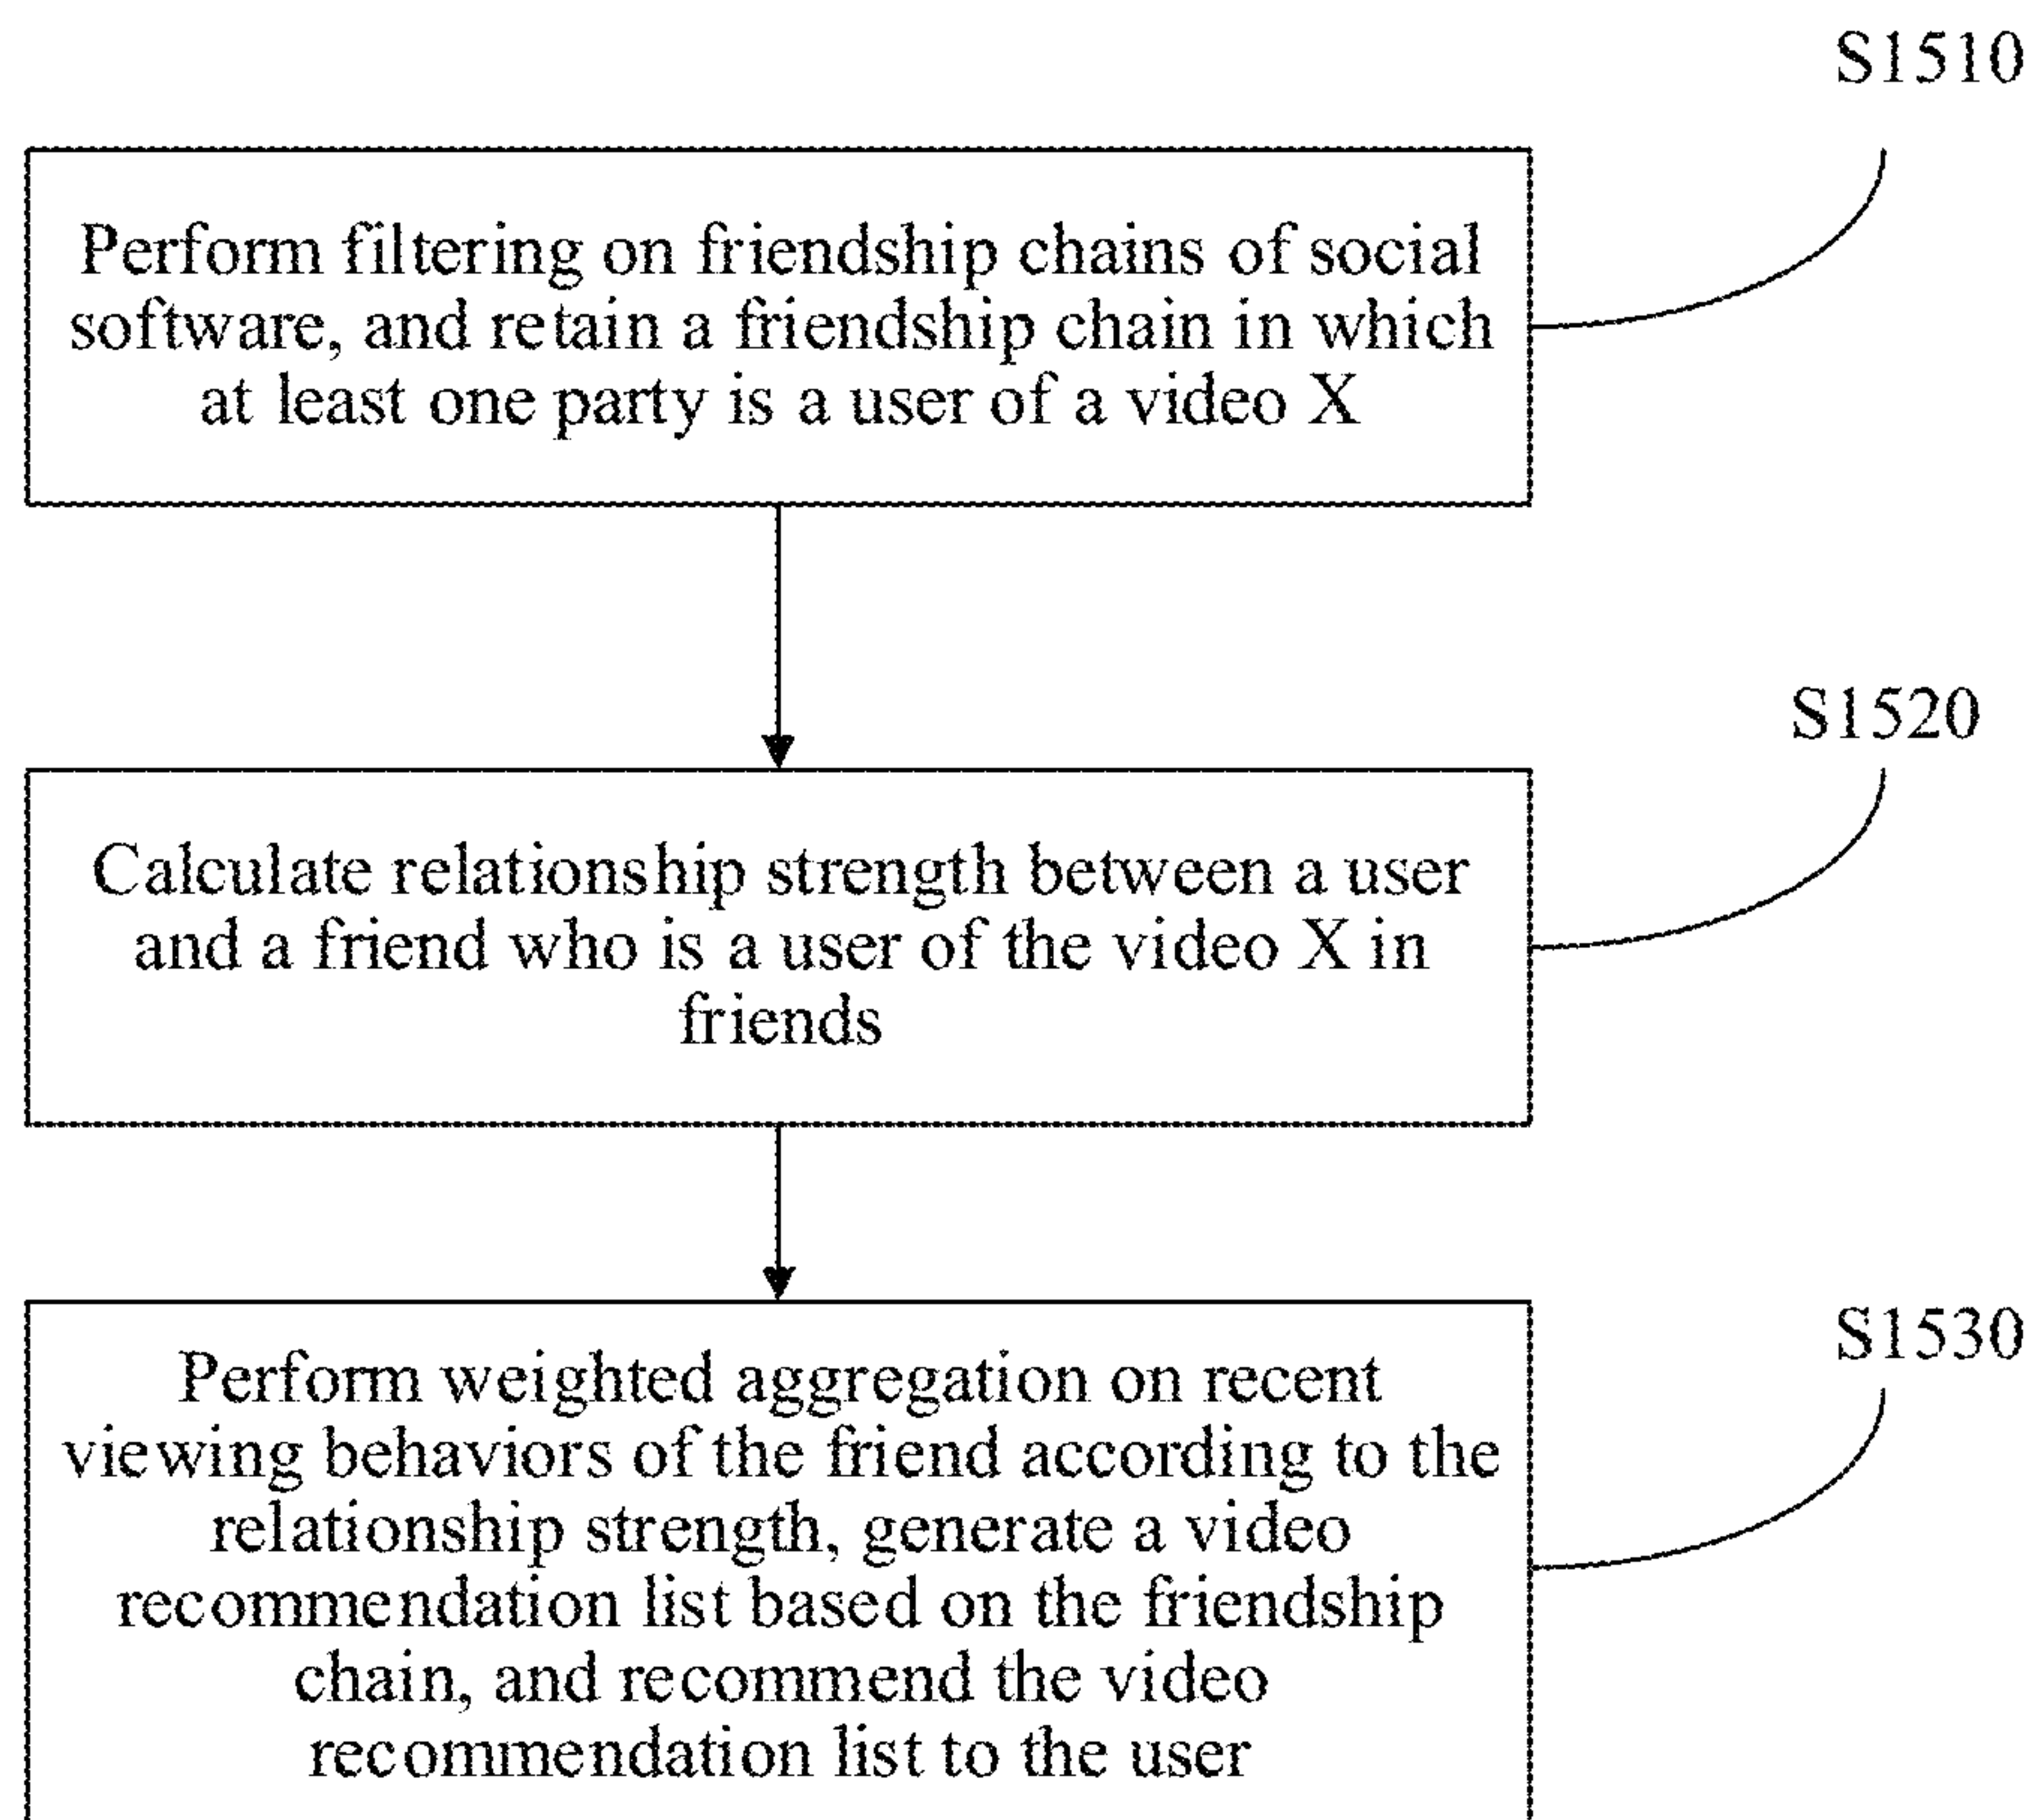 S1510
Perform filtering on friendship chains of social
software, and retain a friendship chain in which
at least one party is a user of a video X
S1520
Calculate relationship strength between a user
and a friend who is a user of the video X in
friends
S1530
Perform weighted aggregation on recent
viewing behaviors of the friend according to the
relationship strength, generate a video
recommendation list based on the friendship
chain, and recommend the video
recommendation list to the user